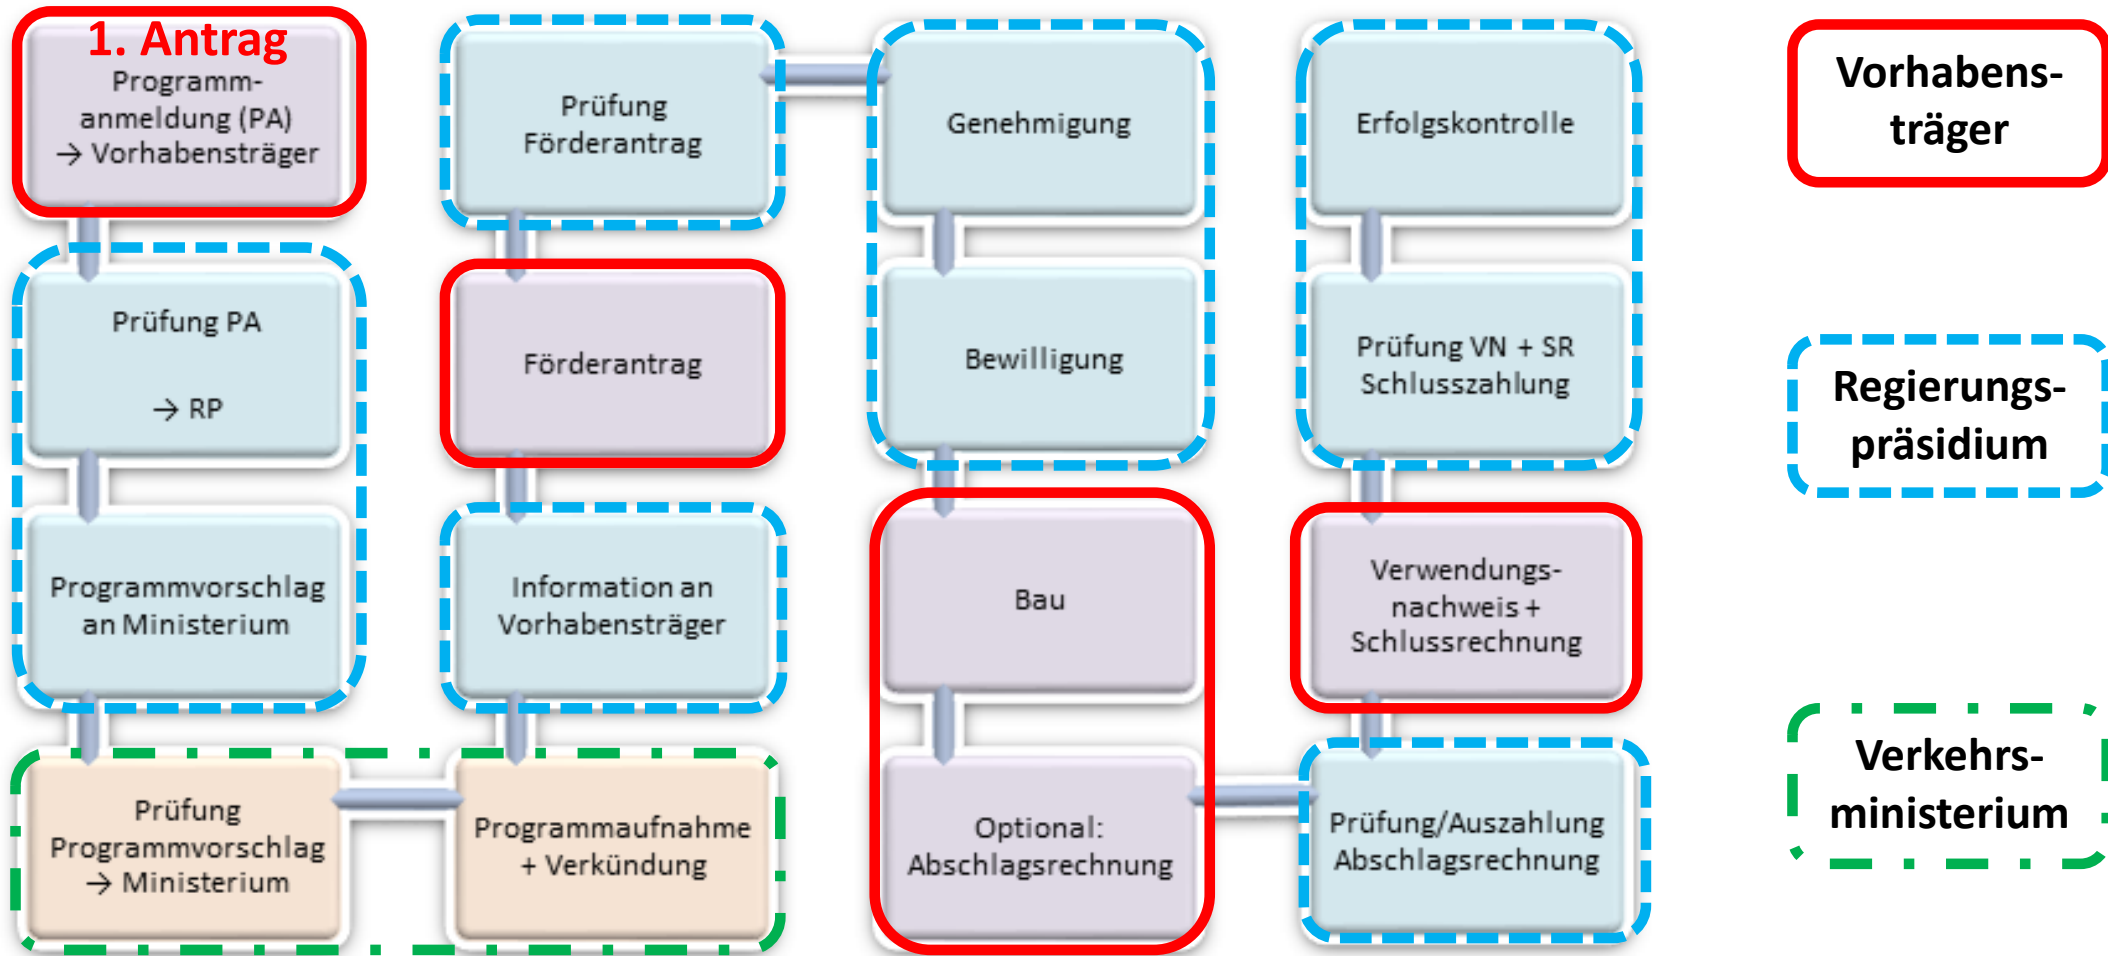 1. Antrag
Programm-
anmeldung (PA)
→ Vorhabensträger
Prüfung PA
→ RP
Programmvorschlag
an Ministerium
Prüfung
Programmvorschlag
→ Ministerium
Programmaufnahme
+ Verkündung
Information an
Vorhabensträger
Förderantrag
Prüfung
Förderantrag
Genehmigung
Bewilligung
Bau
Optional:
Abschlagsrechnung
Prüfung/Auszahlung
Abschlagsrechnung
Verwendungs-
nachweis +
Schlussrechnung
Prüfung VN + SR
Schlusszahlung
Erfolgskontrolle
Vorhabens-
träger
Regierungs-
präsidium
Verkehrs-
ministerium